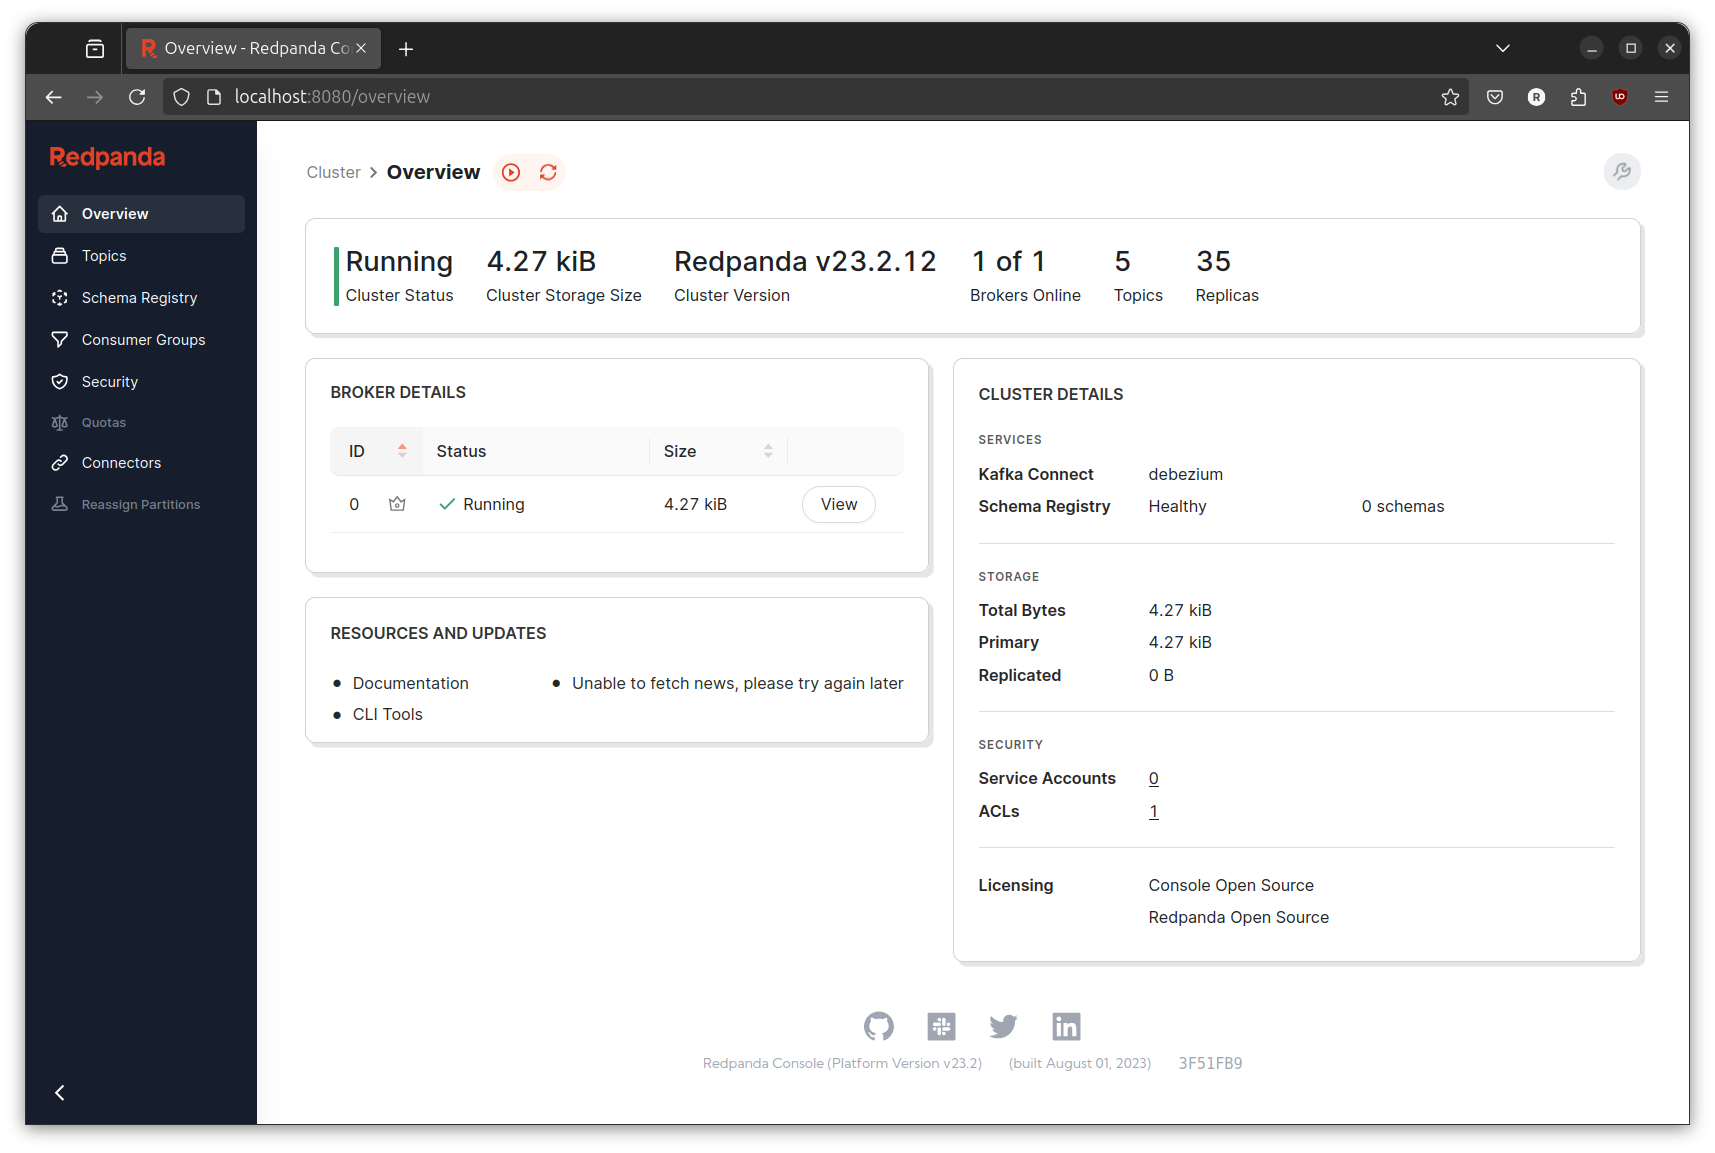 Overview - Redpanda Co
localhost:8080/overview
Redpanda
Overview
Topics
Schema Registry
Consumer Groups
Security
Quotas
Connectors
Reassign Partitions
Cluster > Overview
Running 4.27 kiB Redpanda v23.2.12 1 of 1 5 35
Cluster Status Cluster Storage Size Cluster Version Brokers Online Topics Replicas
BROKER DETAILS
ID Status Size
0 Running 4.27 kiB View
RESOURCES AND UPDATES
Documentation
CLI Tools
Unable to fetch news, please try again later
CLUSTER DETAILS
SERVICES
Kafka Connect debezium
Schema Registry Healthy 0 schemas
STORAGE
Total Bytes 4.27 kiB
Primary 4.27 kiB
Replicated 0 B
SECURITY
Service Accounts 0
ACLs 1
Licensing Console Open Source
Redpanda Open Source
Redpanda Console (Platform Version v23.2) (built August 01, 2023) 3F51FB9